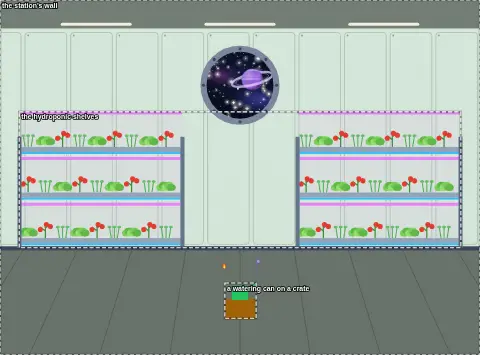 the station's wall
the hydroponic shelves
a watering can on a crate